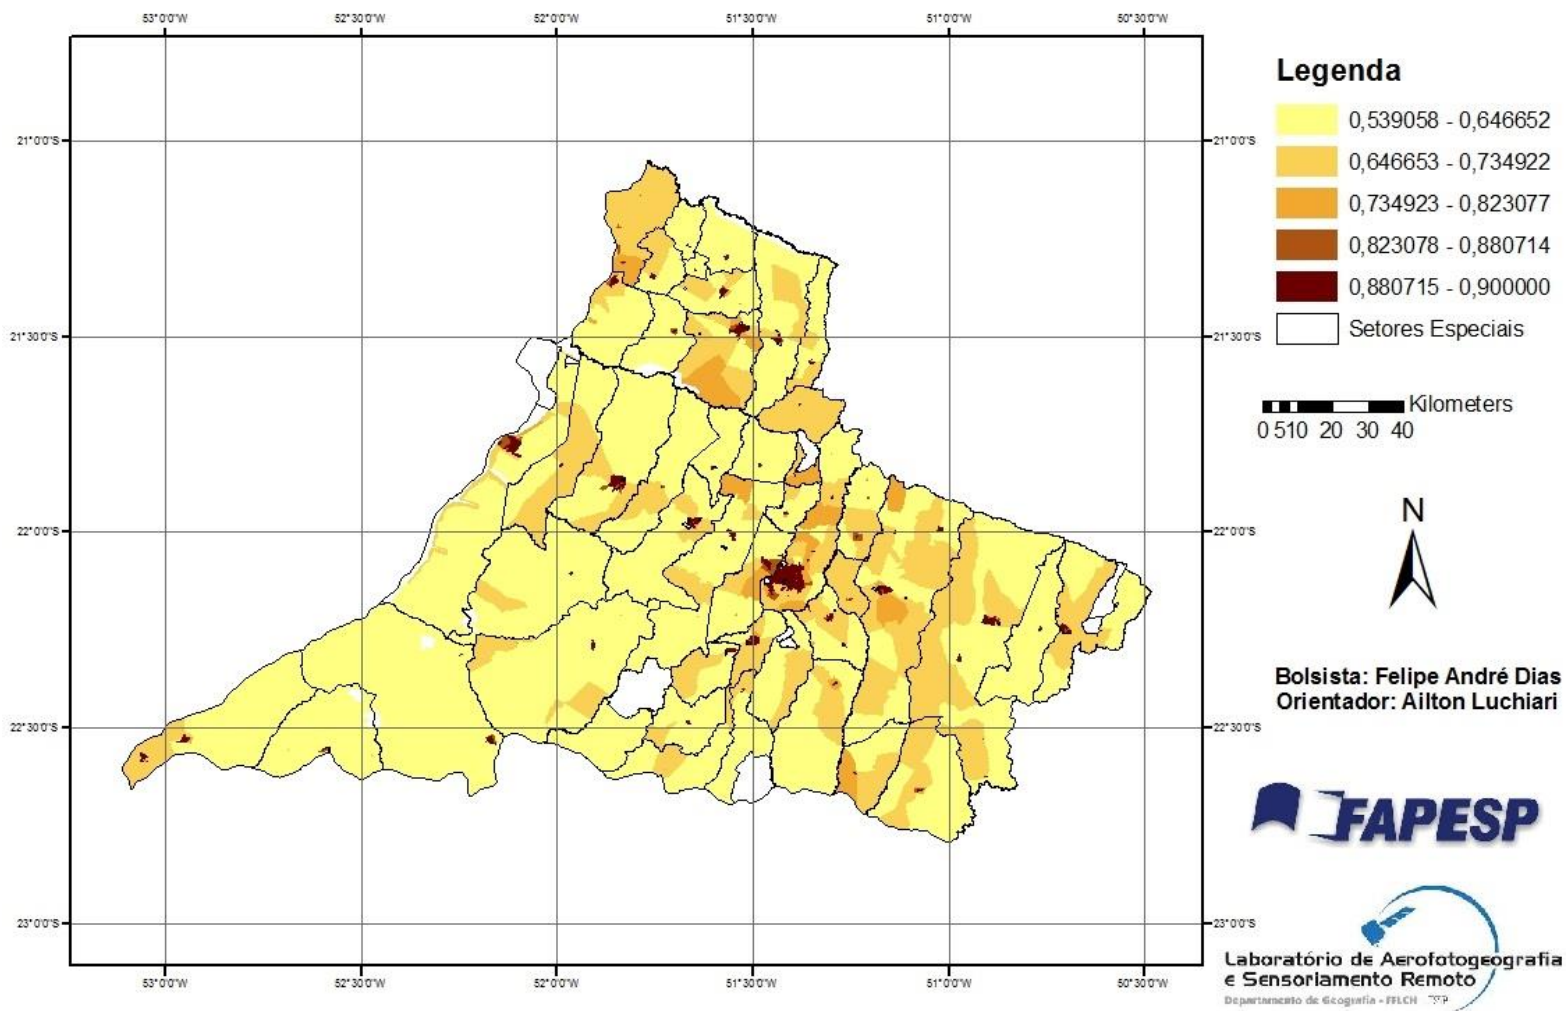 53°0'0"W 52°30'0"W 52°0'0"W 51°30'0"W 51°0'0"W 50°30'0"W
Legenda
0,539058 - 0,646652
0,646653 - 0,734922
0,734923 - 0,823077
0,823078 - 0,880714
0,880715 - 0,900000
Setores Especiais
21°0'0"S 21°0'0"S
21°30'0"S 21°30'0"S
22°0'0"S 22°0'0"S
22°30'0"S 22°30'0"S
23°0'0"S 23°0'0"S
53°0'0"W 52°30'0"W 52°0'0"W 51°30'0"W 51°0'0"W 50°30'0"W
Kilometers
0 510 20 30 40
N
Bolsista: Felipe André Dias
Orientador: Ailton Luchiari
FAPESP
Laboratório de Aerofotogeografia
e Sensoriamento Remoto
Departamento de Geografia - FFLCH